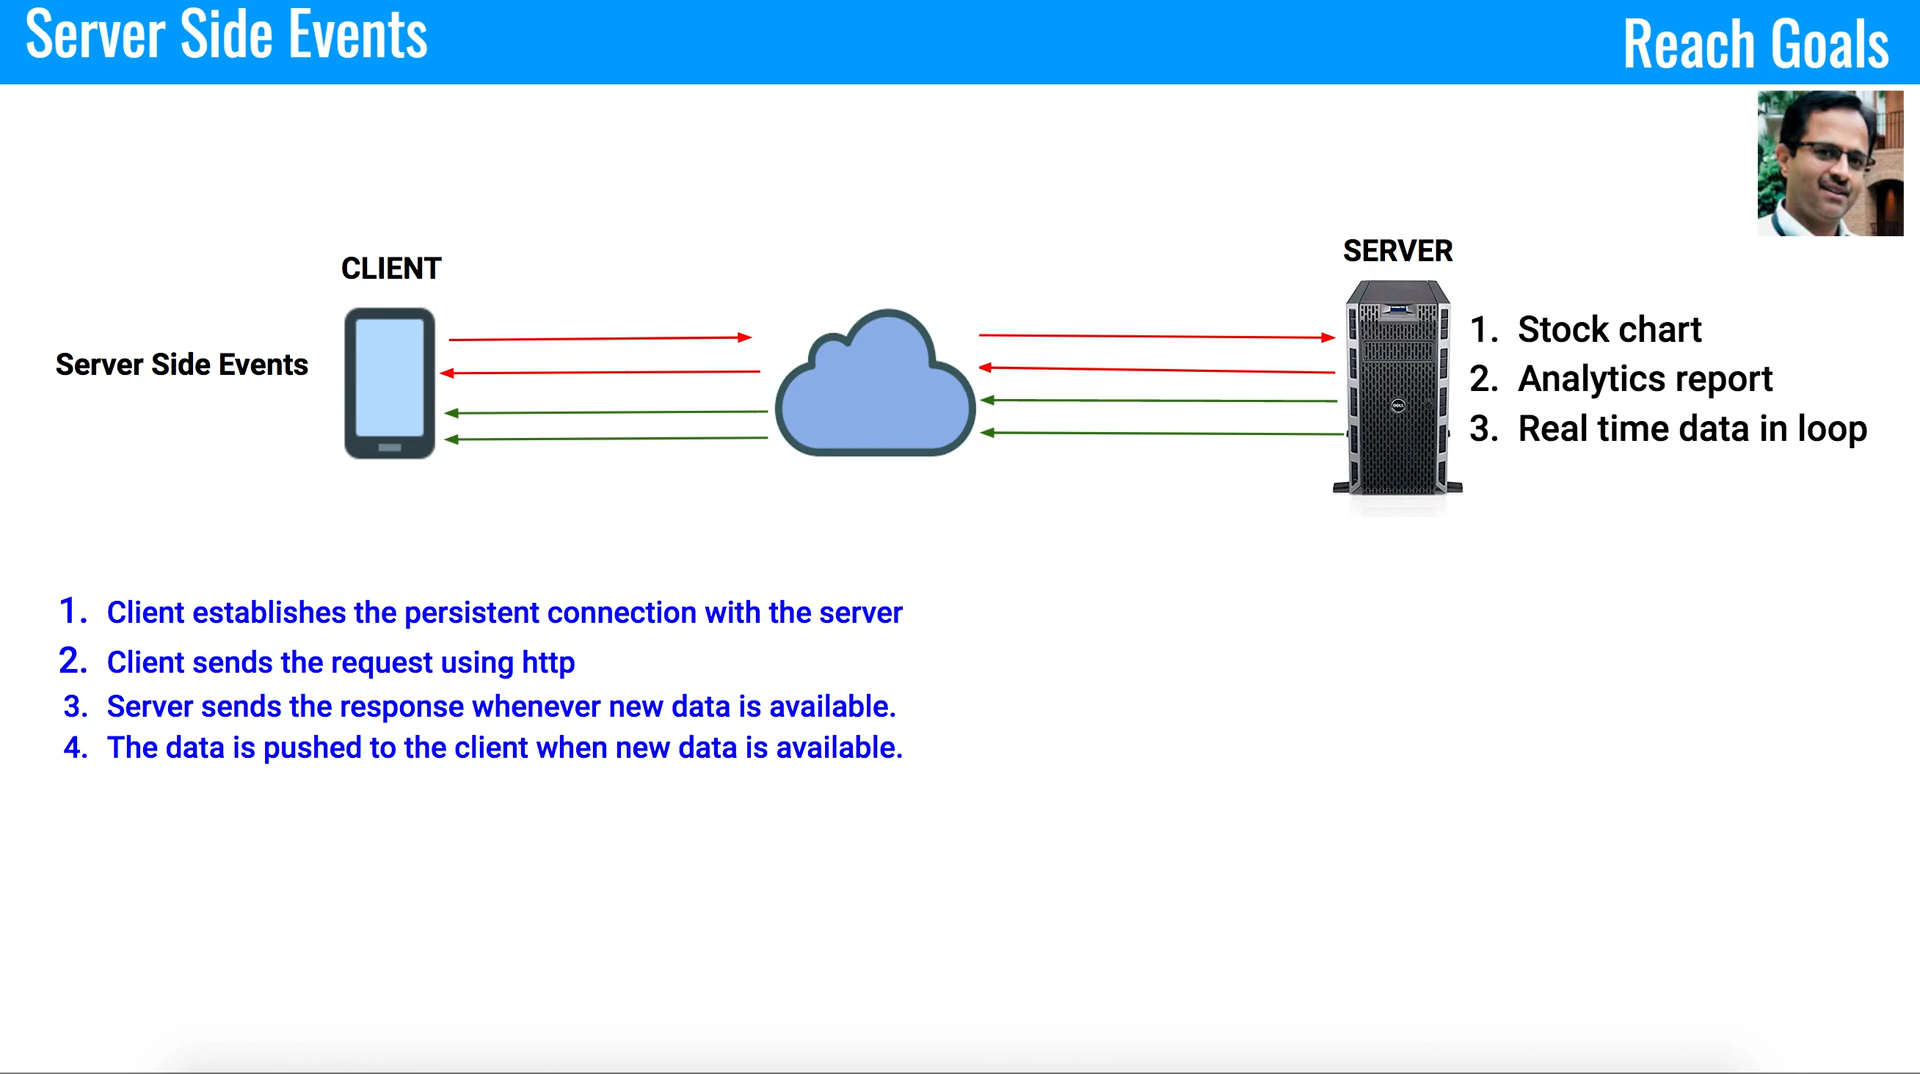 Server Side Events
Reach Goals
CLIENT
SERVER
Server Side Events
1. Stock chart
2. Analytics report
3. Real time data in loop
1. Client establishes the persistent connection with the server
2. Client sends the request using http
3. Server sends the response whenever new data is available.
4. The data is pushed to the client when new data is available.